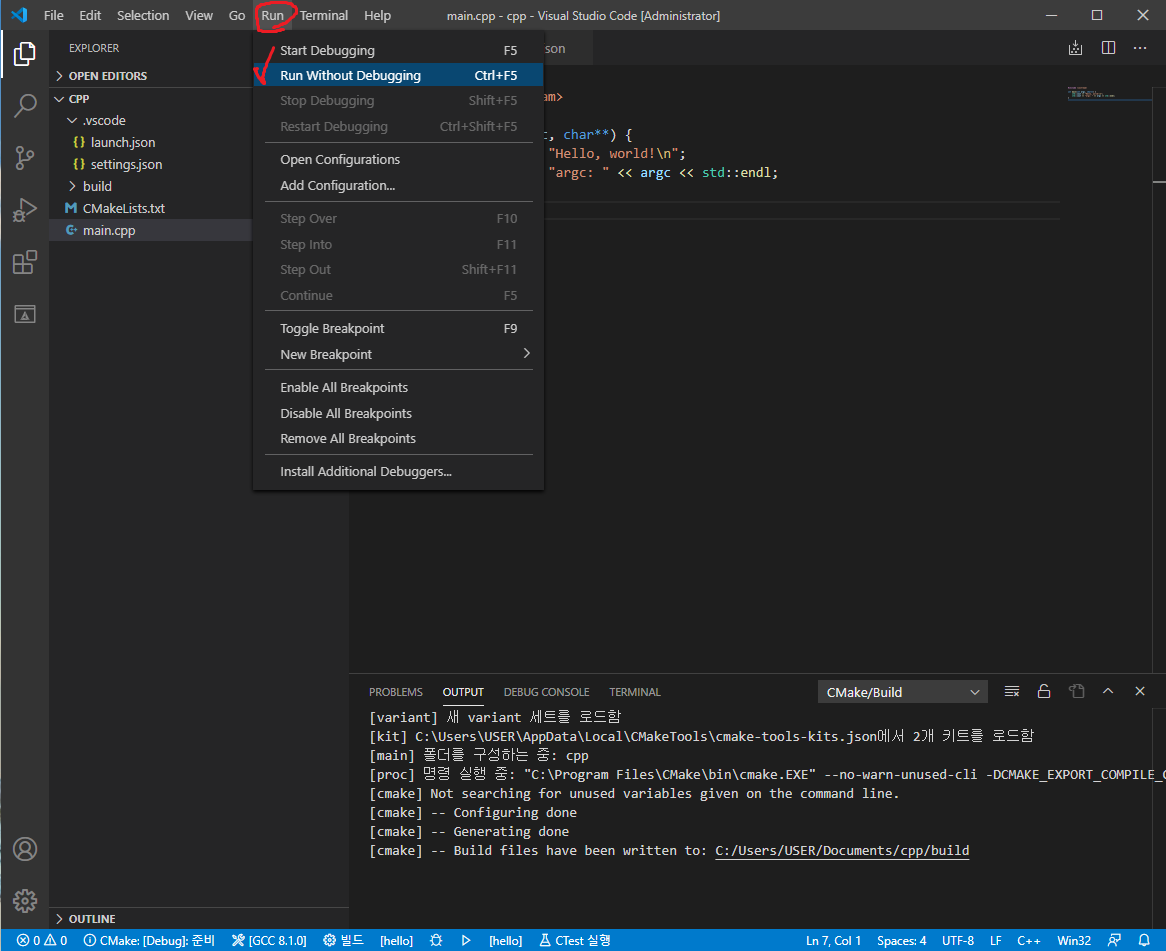 File Edit Selection View Go Run Terminal Help main.cpp - cpp - Visual Studio Code [Administrator]
EXPLORER
OPEN EDITORS
CPP
.vscode
{} launch.json
{} settings.json
build
CMakeLists.txt
main.cpp
OUTLINE
Start Debugging F5
Run Without Debugging Ctrl+F5
Stop Debugging Shift+F5
Restart Debugging Ctrl+Shift+F5
Open Configurations
Add Configuration...
Step Over F10
Step Into F11
Step Out Shift+F11
Continue F5
Toggle Breakpoint F9
New Breakpoint
Enable All Breakpoints
Disable All Breakpoints
Remove All Breakpoints
Install Additional Debuggers...
son
am>
, char**) {
"Hello, world!\n";
"argc: " << argc << std::endl;
PROBLEMS OUTPUT DEBUG CONSOLE TERMINAL CMake/Build
[variant] 새 variant 세트를 로드함
[kit] C:\Users\USER\AppData\Local\CMakeTools\cmake-tools-kits.json에서 2개 키트를 로드함
[main] 폴더를 구성하는 중: cpp
[proc] 명령 실행 중: "C:\Program Files\CMake\bin\cmake.EXE" --no-warn-unused-cli -DCMAKE_EXPORT_COMPILE_
[cmake] Not searching for unused variables given on the command line.
[cmake] -- Configuring done
[cmake] -- Generating done
[cmake] -- Build files have been written to: C:/Users/USER/Documents/cpp/build
0 0 CMake: [Debug]: 준비 [GCC 8.1.0] 빌드 [hello] [hello] CTest 실행 Ln 7, Col 1 Spaces: 4 UTF-8 LF C++ Win32